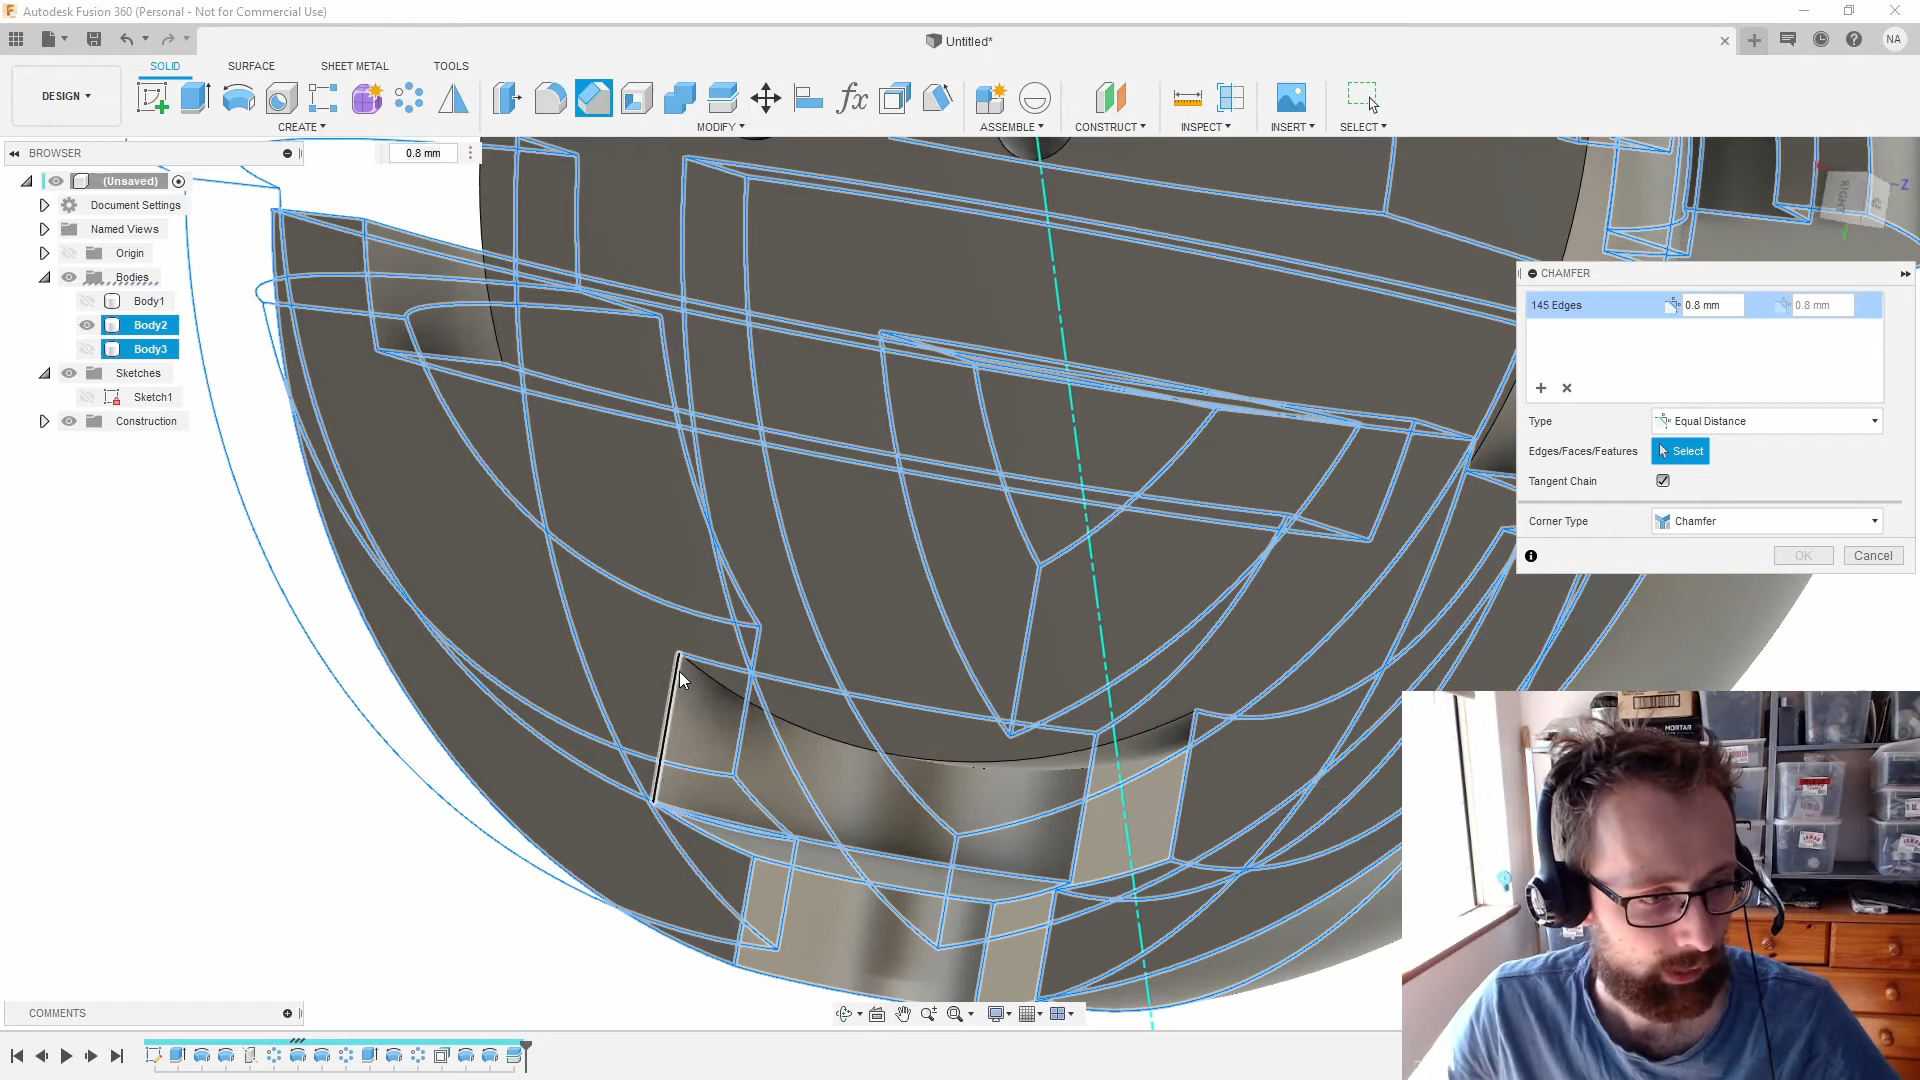 Autodesk Fusion 360 (Personal - Not for Commercial Use)
Untitled*
NA
SOLID
SURFACE
SHEET METAL
TOOLS
DESIGN
CREATE
MODIFY
ASSEMBLE
CONSTRUCT
INSPECT
INSERT
SELECT
BROWSER
0.8 mm
(Unsaved)
Document Settings
Named Views
Origin
Bodies
Body1
Body2
Body3
Sketches
Sketch1
Construction
RIGHT
Z
Y
CHAMFER
145 Edges
0.8 mm
0.8 mm
Type
Equal Distance
Edges/Faces/Features
Select
Tangent Chain
Corner Type
Chamfer
OK
Cancel
MORTAR
COMMENTS